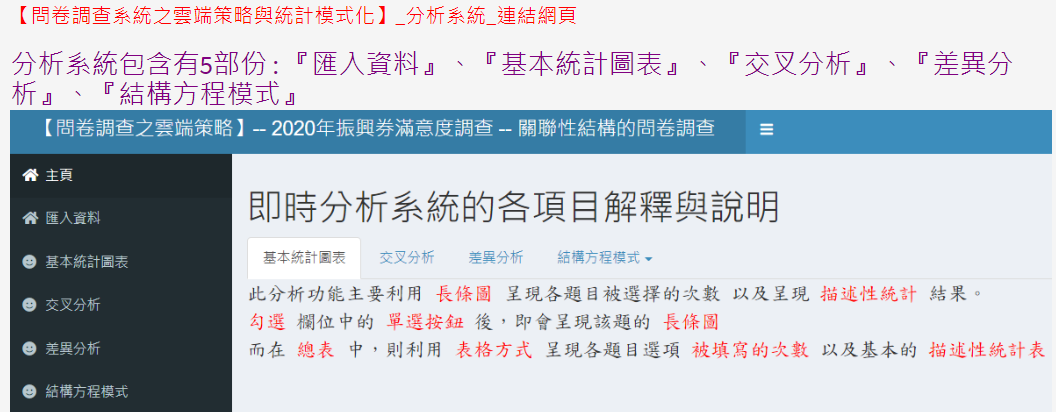 【問卷調查系統之雲端策略與統計模式化】_分析系統_連結網頁
分析系統包含有5部份:『匯入資料』、『基本統計圖表』、『交叉分析』、『差異分
析』、『結構方程模式』
【問卷調查之雲端策略】-- 2020年振興券滿意度調查 -- 關聯性結構的問卷調查
主頁
匯入資料
基本統計圖表
交叉分析
差異分析
結構方程模式
即時分析系統的各項目解釋與說明
基本統計圖表 交叉分析 差異分析 結構方程模式
此分析功能主要利用 長條圖 呈現各題目被選擇的次數 以及呈現 描述性統計 結果。
勾選 欄位中的 單選按鈕 後，即會呈現該題的 長條圖
而在 總表 中，則利用 表格方式 呈現各題目選項 被填寫的次數 以及基本的 描述性統計表